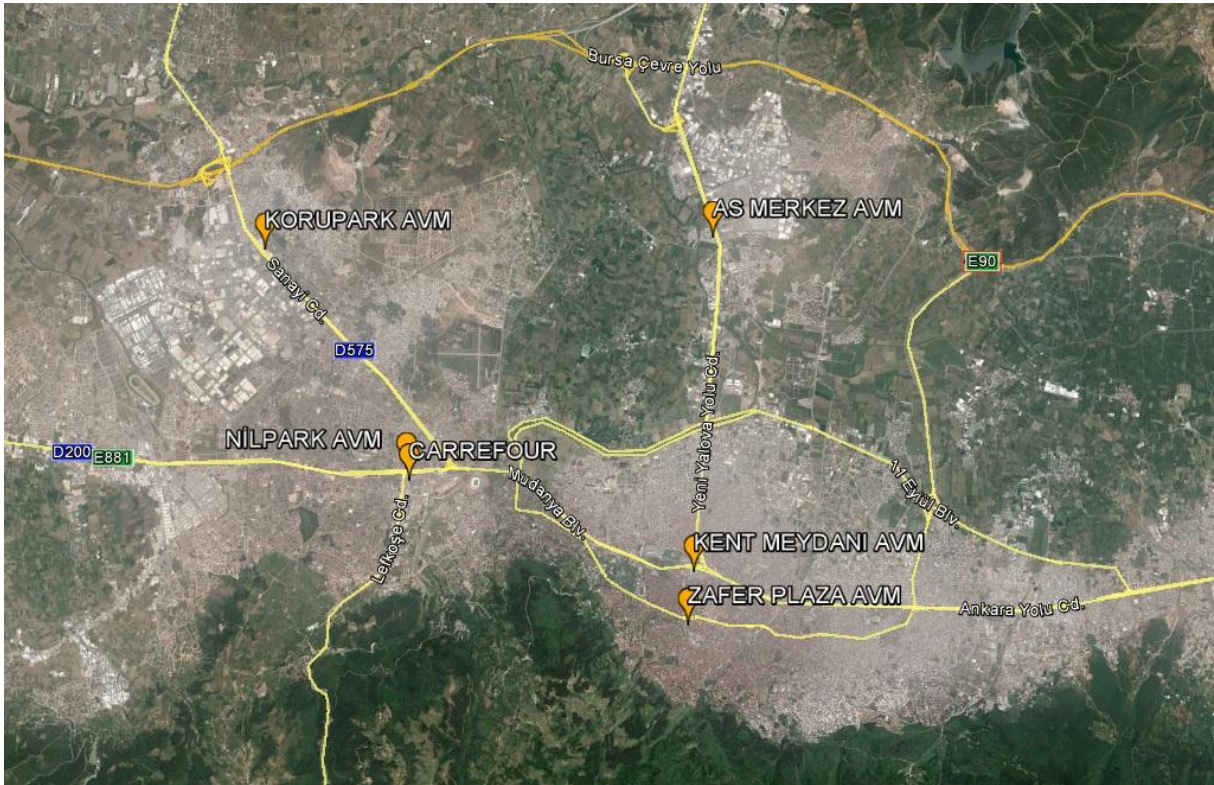 Bursa Çevre Yolu
KORUPARK AVM
AS MERKEZ AVM
E90
Sanayi Cd.
D575
Yeni Yalova Yolu Cd.
NİLPARK AVM
CARREFOUR
D200
E881
Mudanya Blv.
11 Eylül Blv.
Lefkoşe Cd.
KENT MEYDANI AVM
ZAFER PLAZA AVM
Ankara Yolu Cd.